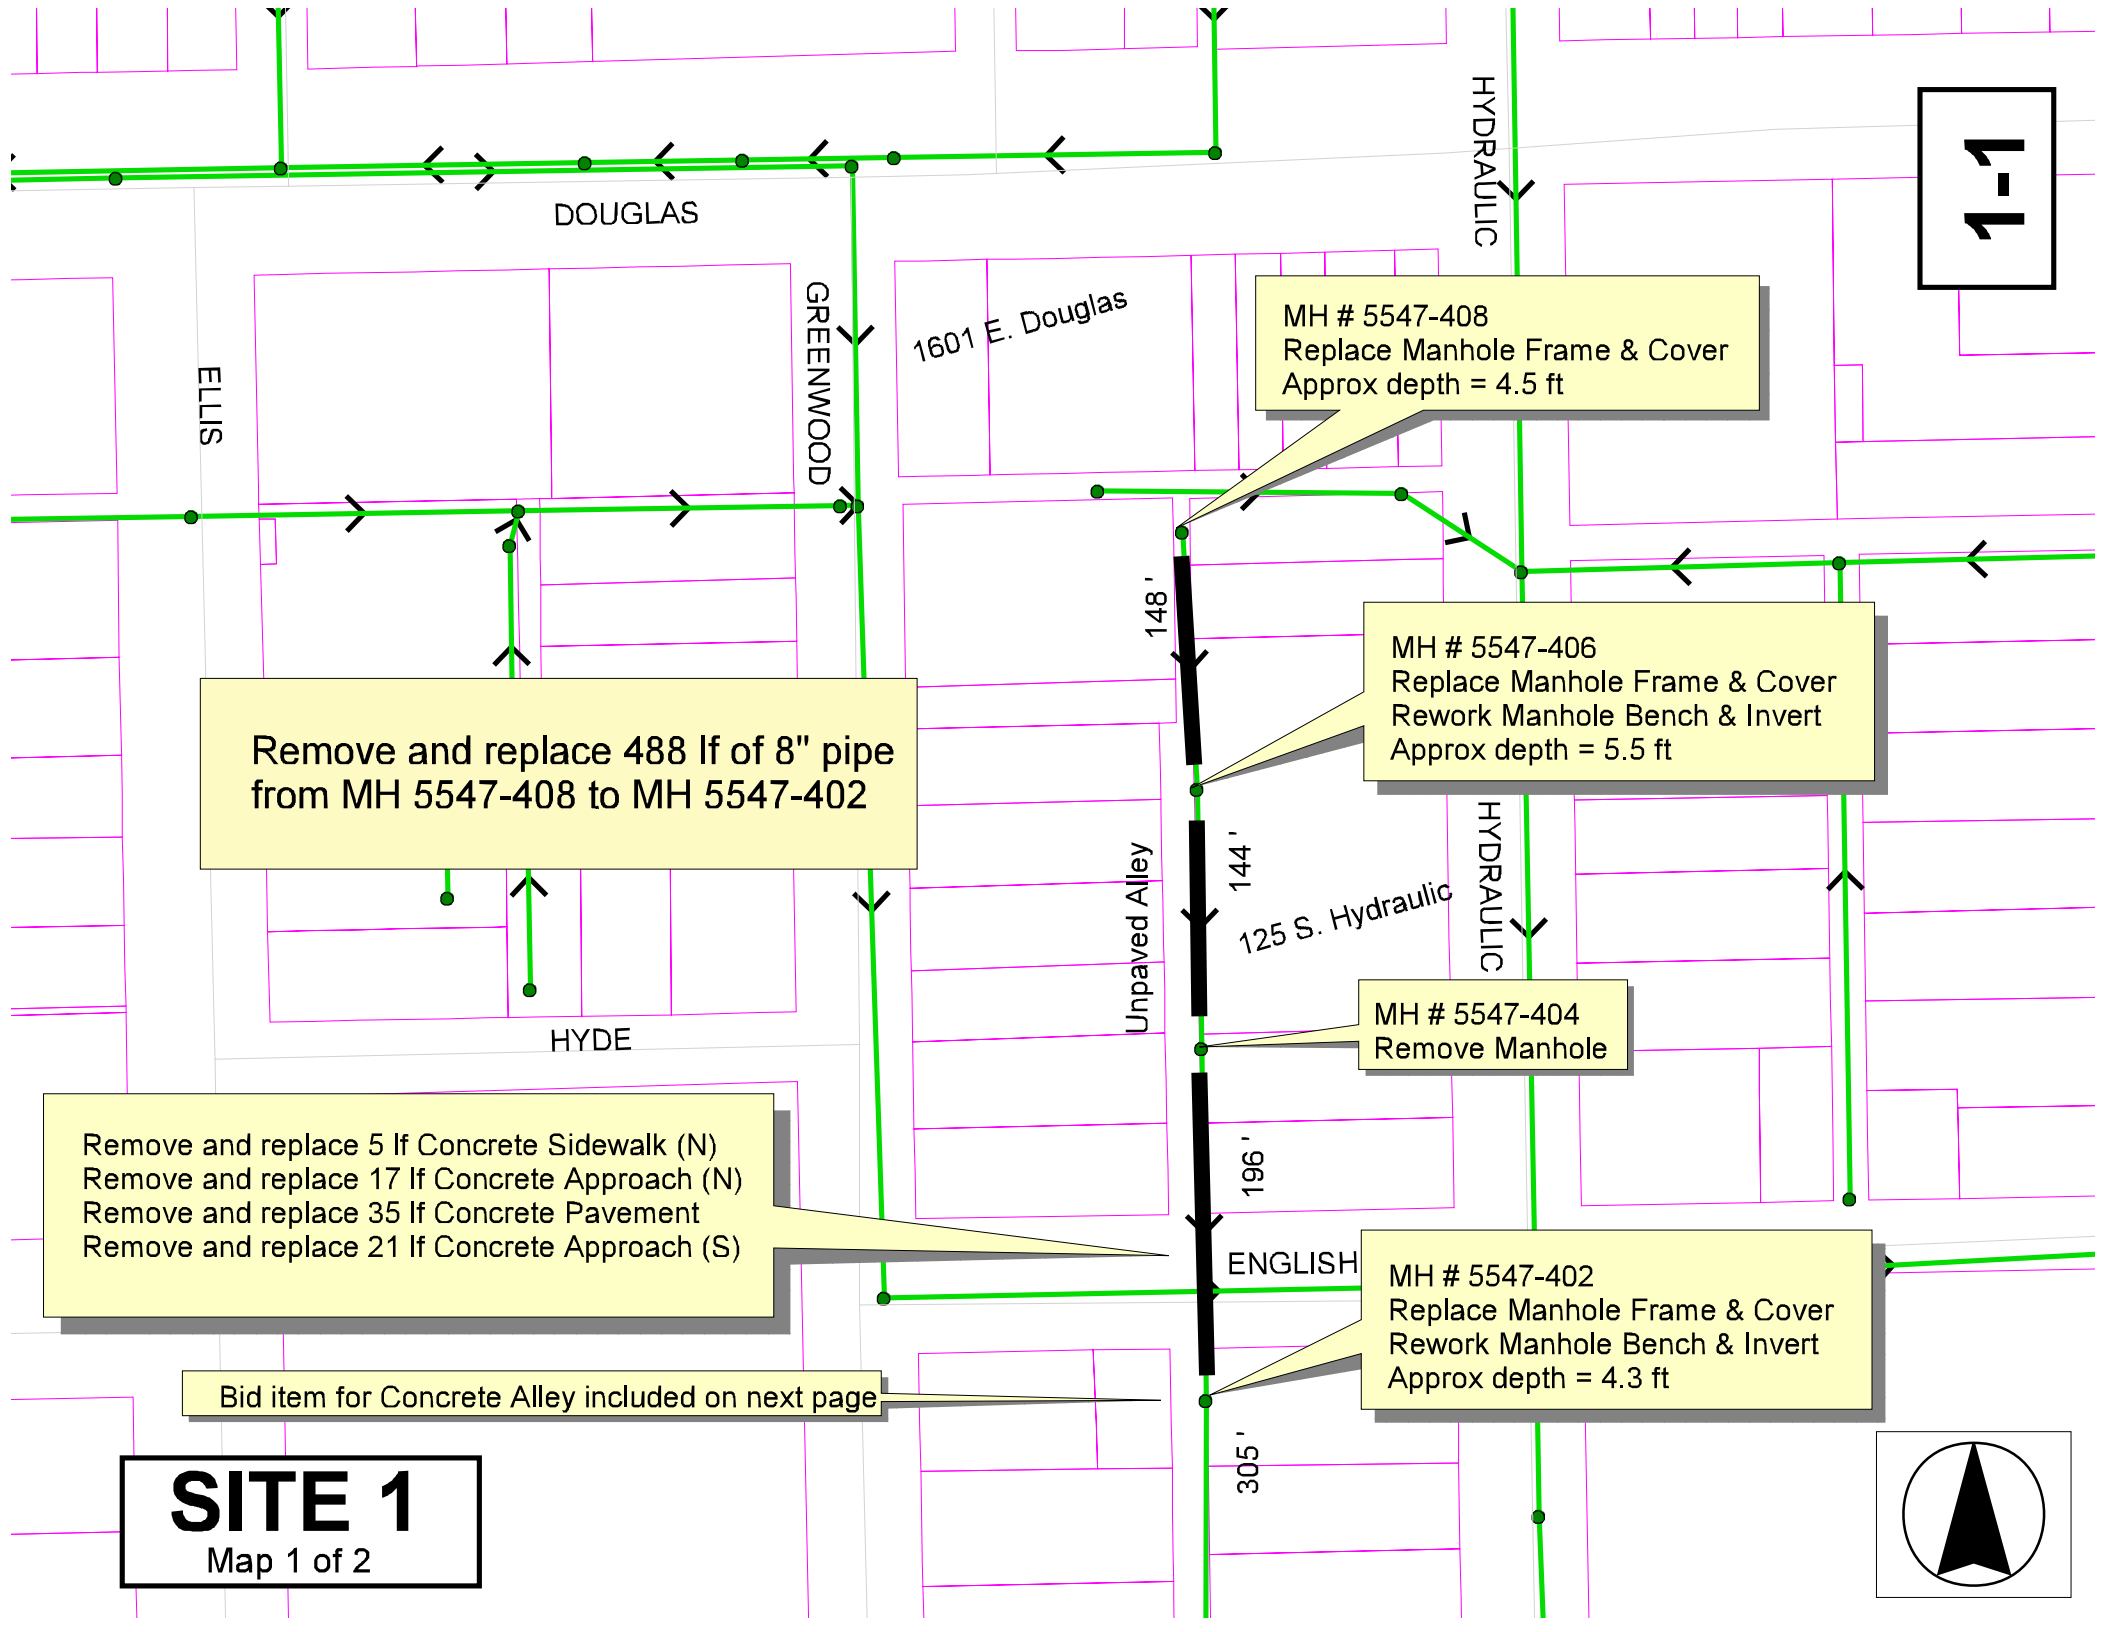 HYDRAULIC
1-1
DOUGLAS
GREENWOOD
1601 E. Douglas
ELLIS
MH # 5547-408
Replace Manhole Frame & Cover
Approx depth = 4.5 ft
148 '
MH # 5547-406
Replace Manhole Frame & Cover
Rework Manhole Bench & Invert
Approx depth = 5.5 ft
Remove and replace 488 lf of 8" pipe
from MH 5547-408 to MH 5547-402
144 '
Unpaved Alley
125 S. Hydraulic
HYDRAULIC
MH # 5547-404
Remove Manhole
HYDE
Remove and replace 5 lf Concrete Sidewalk (N)
Remove and replace 17 lf Concrete Approach (N)
Remove and replace 35 lf Concrete Pavement
Remove and replace 21 lf Concrete Approach (S)
196 '
ENGLISH
MH # 5547-402
Replace Manhole Frame & Cover
Rework Manhole Bench & Invert
Approx depth = 4.3 ft
Bid item for Concrete Alley included on next page
305 '
SITE 1
Map 1 of 2